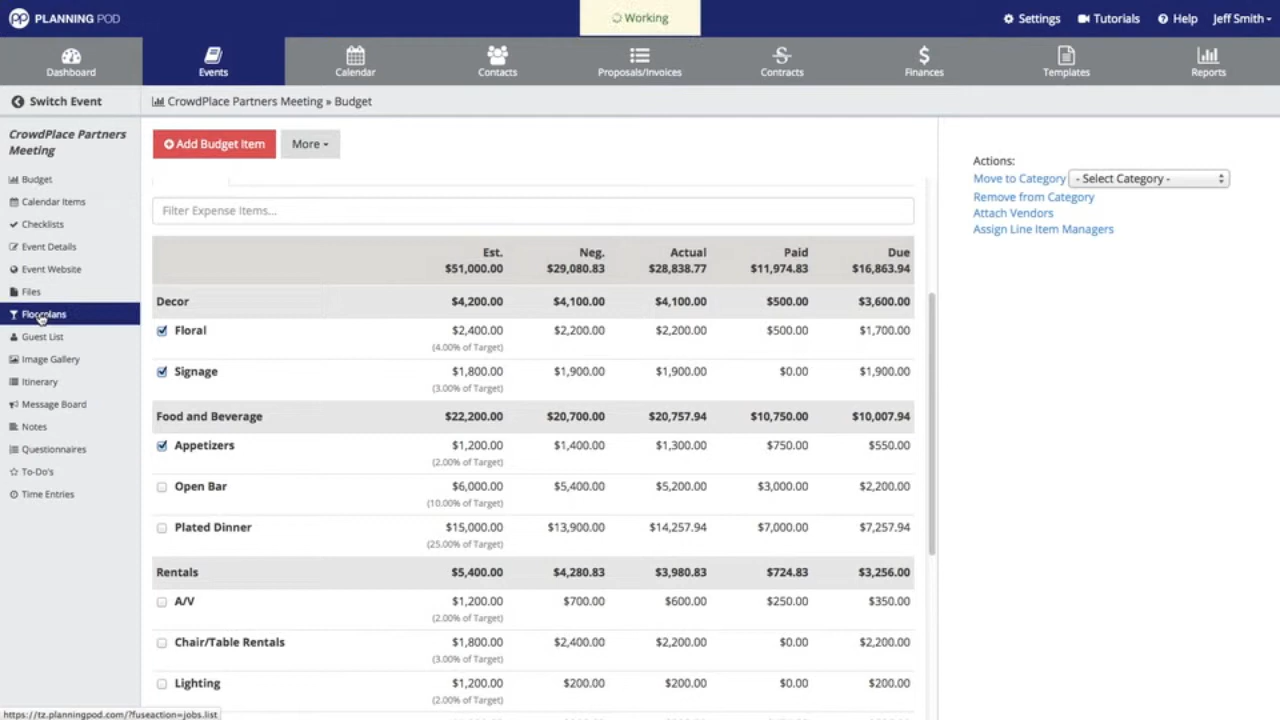 PLANNING POD
Working
Settings
Tutorials
Help
Jeff Smith
Dashboard
Events
Calendar
Contacts
Proposals/Invoices
Contracts
Finances
Templates
Reports
Switch Event
CrowdPlace Partners Meeting » Budget
CrowdPlace Partners
Meeting
Budget
Calendar Items
Checklists
Event Details
Event Website
Files
Floorplans
Guest List
Image Gallery
Itinerary
Message Board
Notes
Questionnaires
To-Do's
Time Entries
Add Budget Item
More
Filter Expense Items...
Est. Neg. Actual Paid Due
$51,000.00 $29,080.83 $28,838.77 $11,974.83 $16,863.94
Decor $4,200.00 $4,100.00 $4,100.00 $500.00 $3,600.00
Floral $2,400.00 $2,200.00 $2,200.00 $500.00 $1,700.00
(4.00% of Target)
Signage $1,800.00 $1,900.00 $1,900.00 $0.00 $1,900.00
(3.00% of Target)
Food and Beverage $22,200.00 $20,700.00 $20,757.94 $10,750.00 $10,007.94
Appetizers $1,200.00 $1,400.00 $1,300.00 $750.00 $550.00
(2.00% of Target)
Open Bar $6,000.00 $5,400.00 $5,200.00 $3,000.00 $2,200.00
(10.00% of Target)
Plated Dinner $15,000.00 $13,900.00 $14,257.94 $7,000.00 $7,257.94
(25.00% of Target)
Rentals $5,400.00 $4,280.83 $3,980.83 $724.83 $3,256.00
A/V $1,200.00 $700.00 $600.00 $250.00 $350.00
(2.00% of Target)
Chair/Table Rentals $1,800.00 $2,400.00 $2,200.00 $0.00 $2,200.00
(3.00% of Target)
Lighting $1,200.00 $200.00 $200.00 $0.00 $200.00
(2.00% of Target)
Actions:
Move to Category - Select Category -
Remove from Category
Attach Vendors
Assign Line Item Managers
https://tz.planningpod.com/?fuseaction=jobs.list